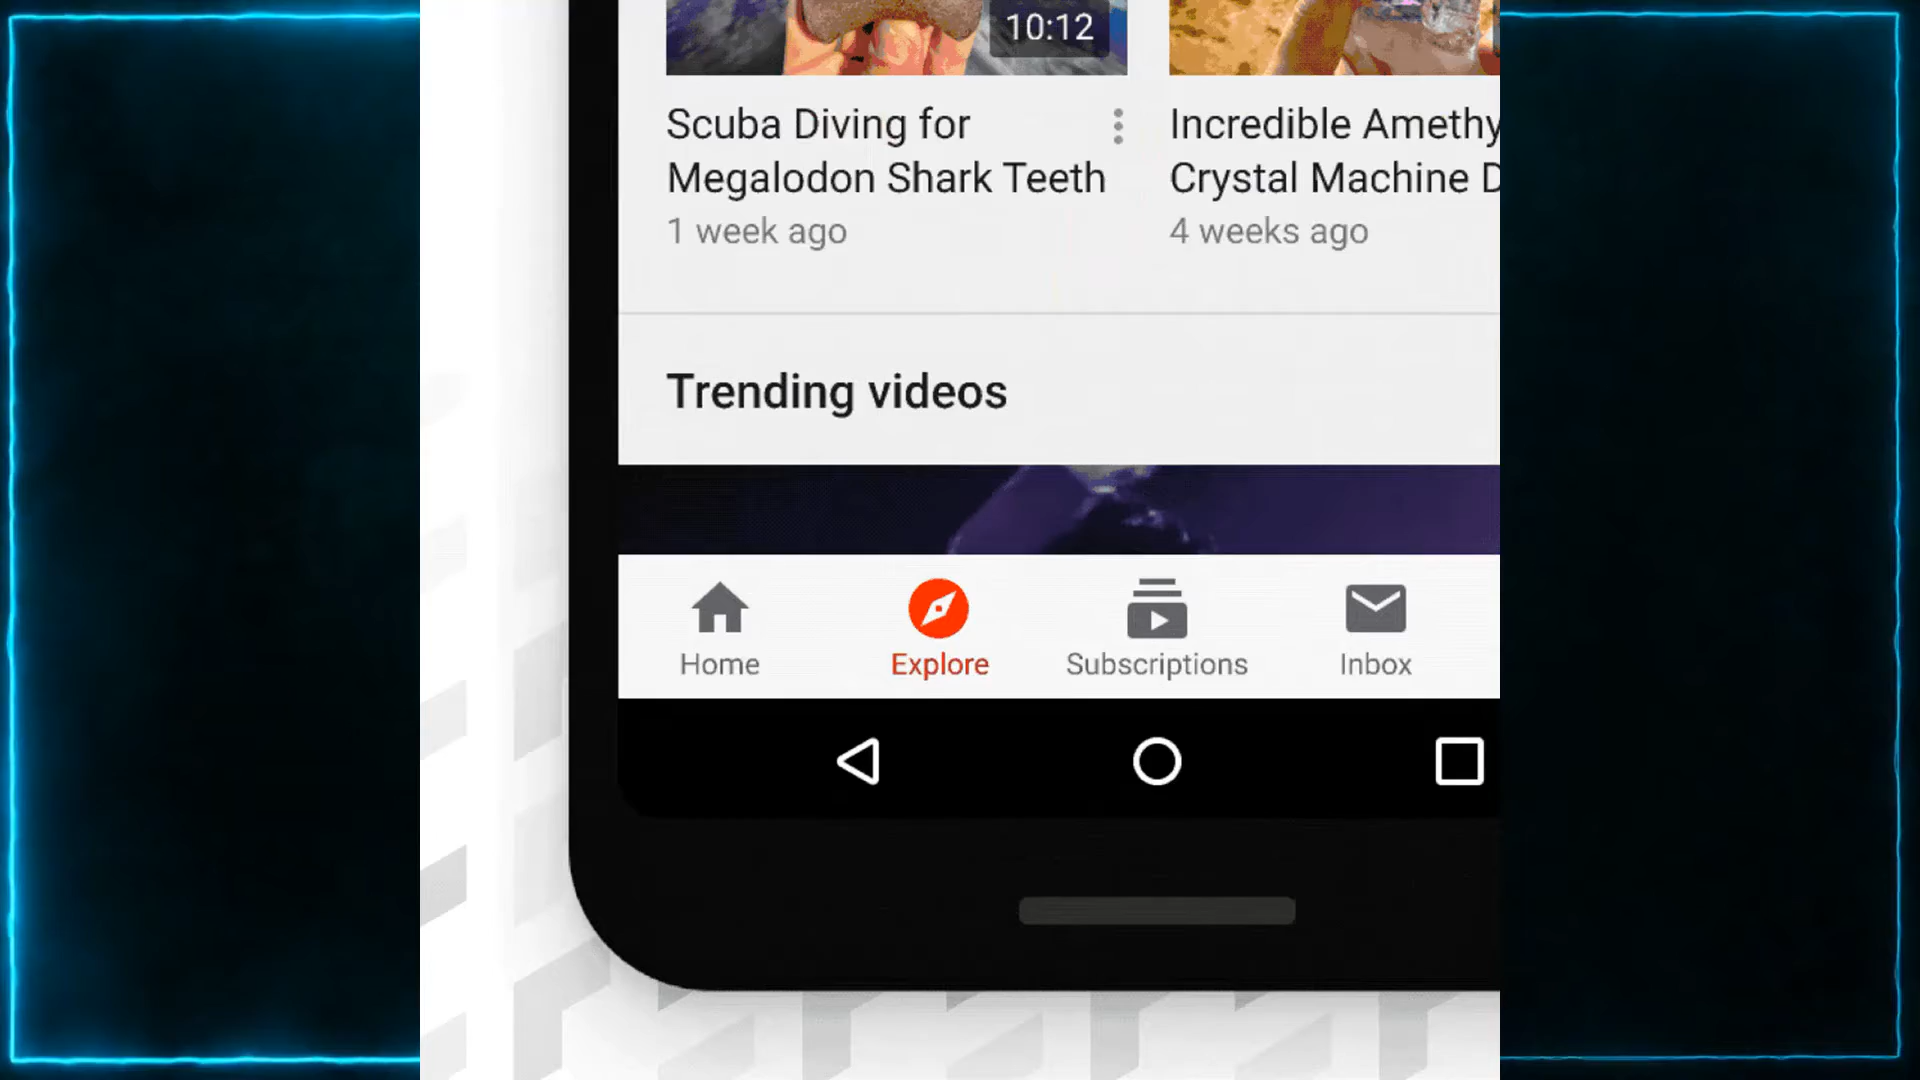 10:12
Scuba Diving for
Megalodon Shark Teeth
1 week ago
Incredible Amethy
Crystal Machine D
4 weeks ago
Trending videos
Home
Explore
Subscriptions
Inbox